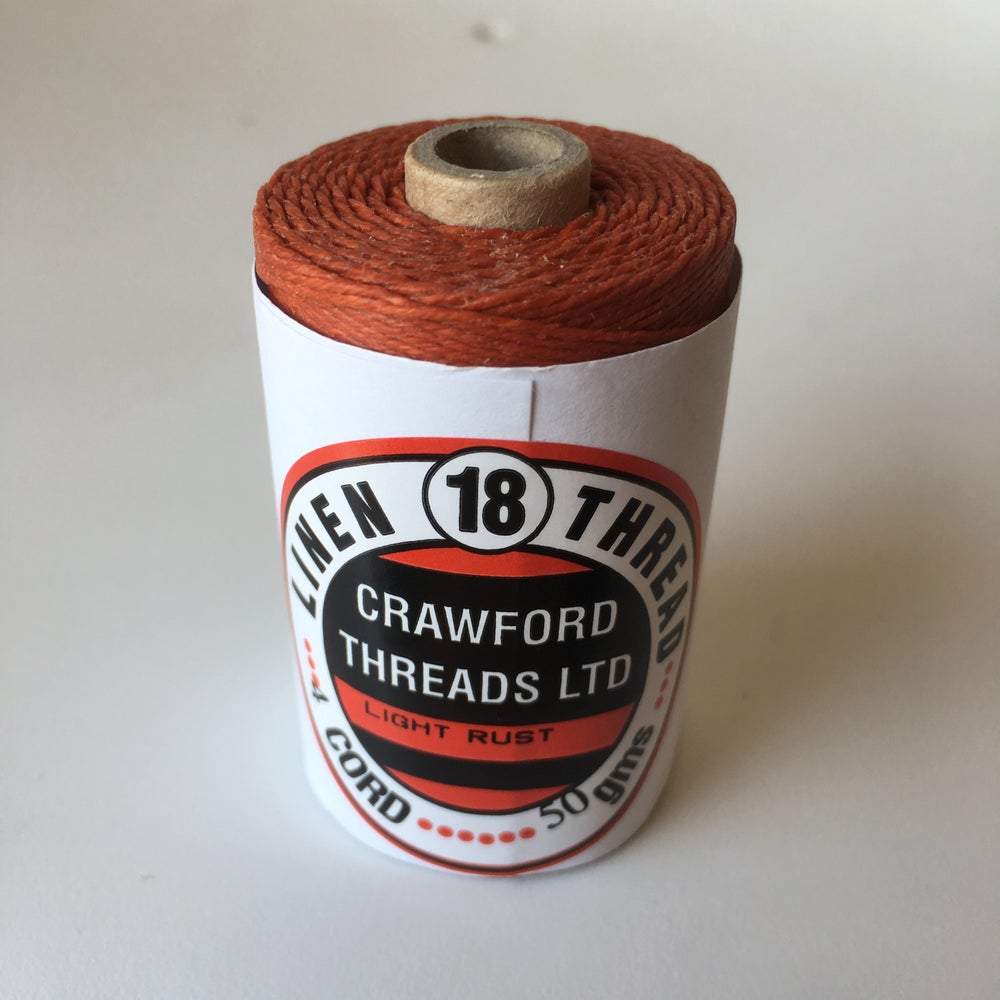 LINEN 18 THREAD
CRAWFORD
THREADS LTD
LIGHT RUST
4 CORD 50 gms